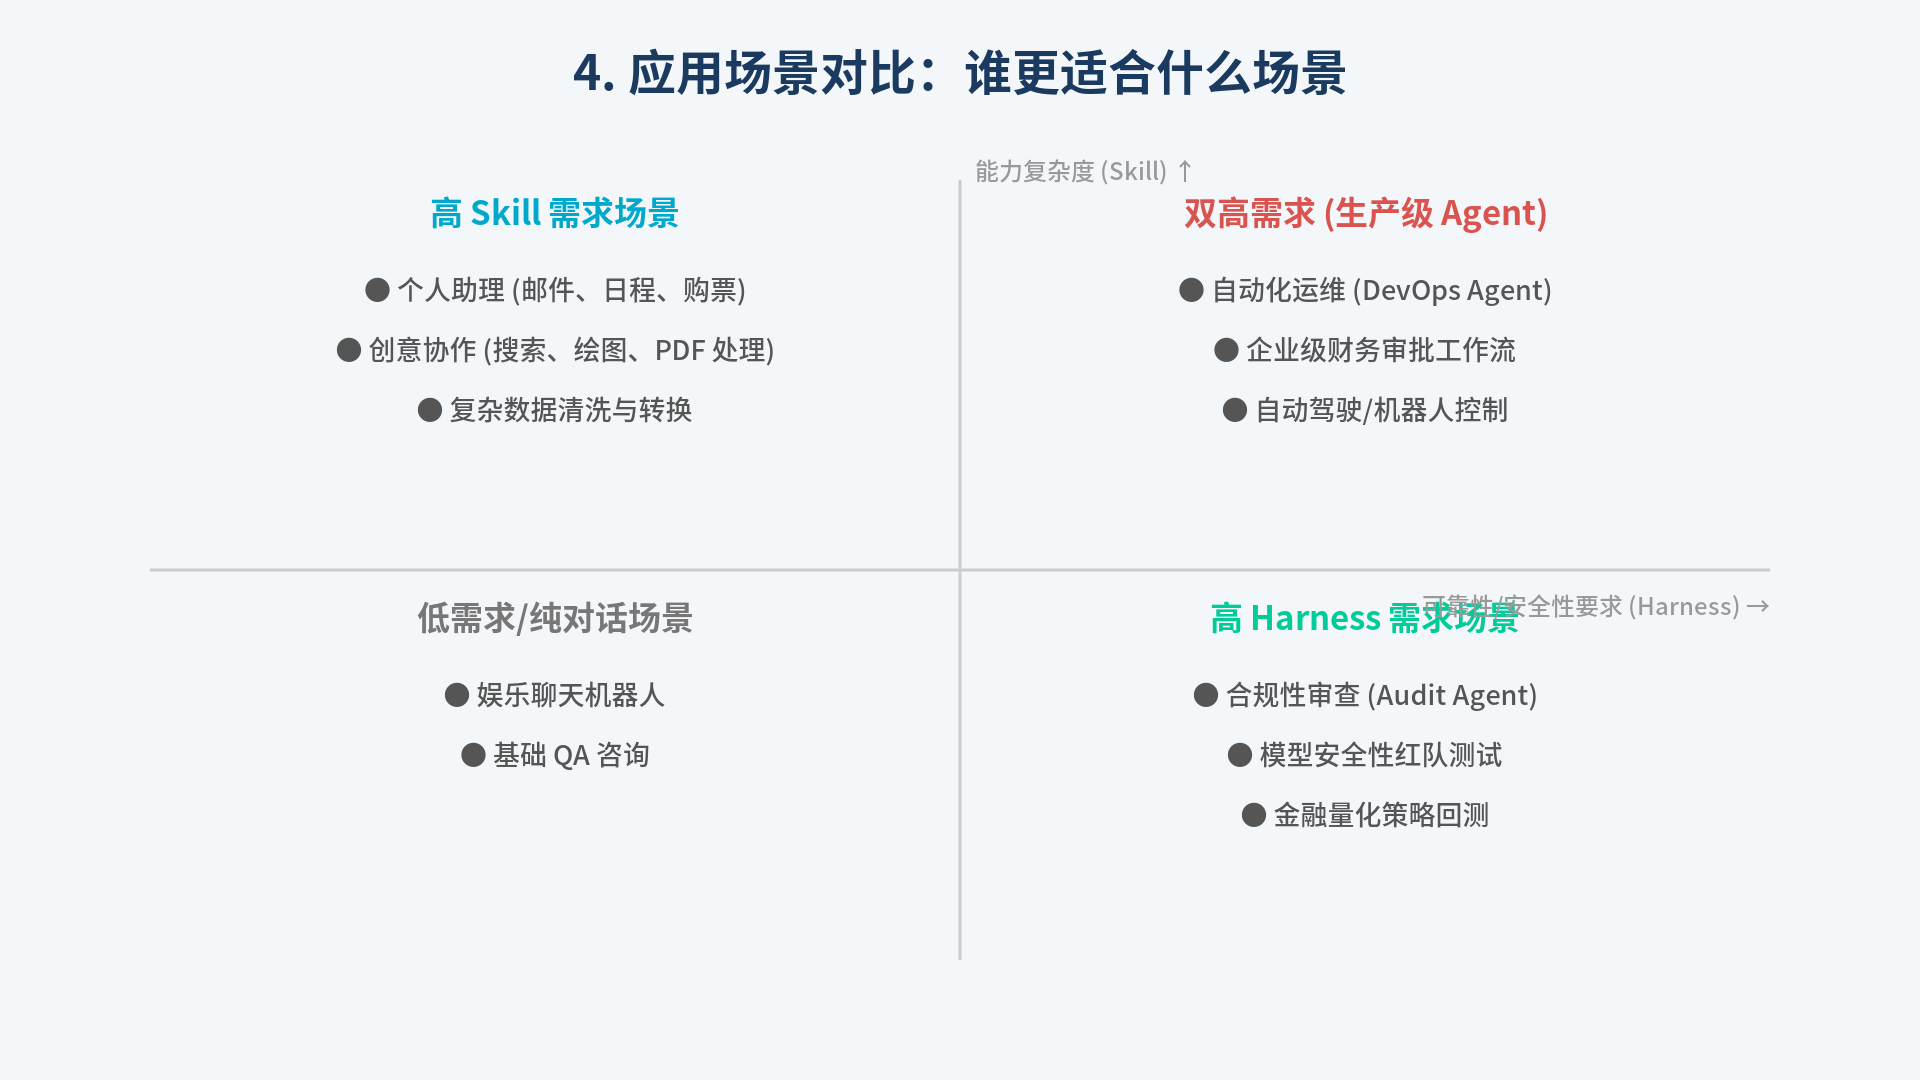 4. 应用场景对比：谁更适合什么场景
能力复杂度 (Skill) ↑
高 Skill 需求场景
● 个人助理 (邮件、日程、购票)
● 创意协作 (搜索、绘图、PDF 处理)
● 复杂数据清洗与转换
双高需求 (生产级 Agent)
● 自动化运维 (DevOps Agent)
● 企业级财务审批工作流
● 自动驾驶/机器人控制
低需求/纯对话场景
● 娱乐聊天机器人
● 基础 QA 咨询
可靠性/安全性要求 (Harness) →
高 Harness 需求场景
● 合规性审查 (Audit Agent)
● 模型安全性红队测试
● 金融量化策略回测